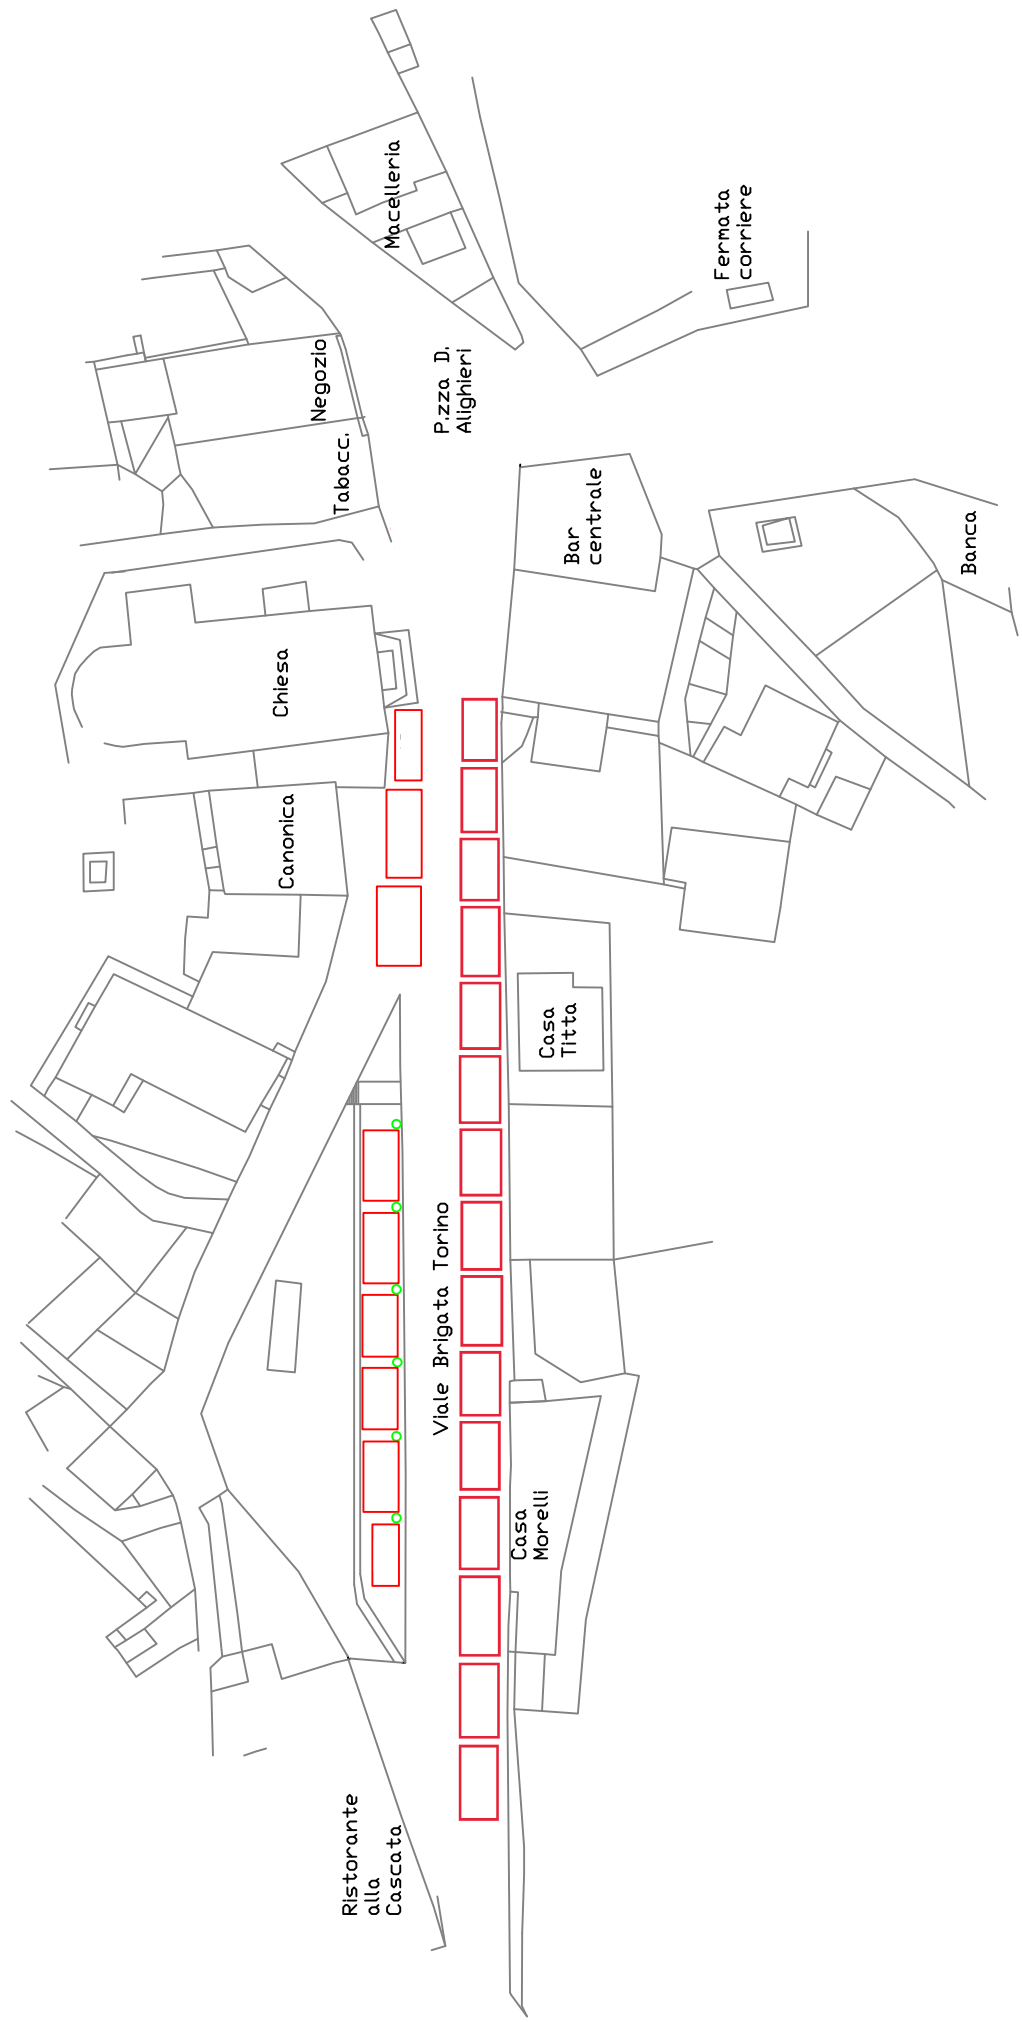 Macelleria
Fermata
corriere
Negozio
P.zza D.
Alighieri
Tabacc.
Bar
centrale
Banca
Chiesa
Canonica
Casa
Titta
Viale Brigata Torino
Casa
Morelli
Ristorante
alla
Cascata